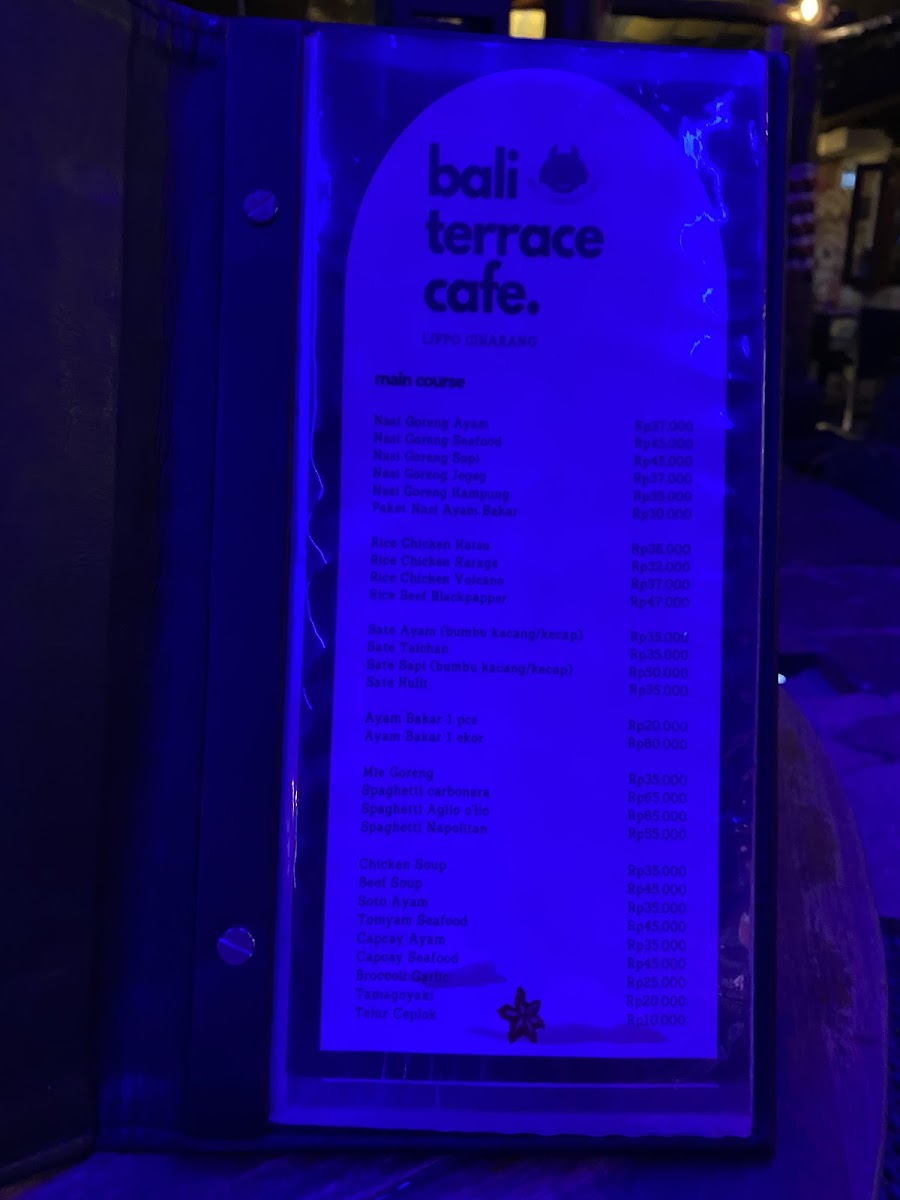 bali
terrace
cafe.
LIPPO CIKARANG
main course
Nasi Goreng Ayam Rp37.000
Nasi Goreng Seafood Rp45.000
Nasi Goreng Sapi Rp45.000
Nasi Goreng Jegeg Rp37.000
Nasi Goreng Kampung Rp35.000
Paket Nasi Ayam Bakar Rp30.000
Rice Chicken Katsu Rp36.000
Rice Chicken Karage Rp32.000
Rice Chicken Volcano Rp37.000
Rice Beef Blackpapper Rp47.000
Sate Ayam (bumbu kacang/kecap) Rp35.000
Sate Taichan Rp35.000
Sate Sapi (bumbu kacang/kecap) Rp50.000
Sate Kulit Rp35.000
Ayam Bakar 1 pcs Rp20.000
Ayam Bakar 1 ekor Rp80.000
Mie Goreng Rp35.000
Spaghetti carbonara Rp65.000
Spaghetti Aglio o'lio Rp65.000
Spaghetti Napolitan Rp55.000
Chicken Soup Rp35.000
Beef Soup Rp45.000
Soto Ayam Rp35.000
Tomyam Seafood Rp45.000
Capcay Ayam Rp35.000
Capcay Seafood Rp45.000
Broccoli Garlic Rp25.000
Tamagoyaki Rp20.000
Telur Ceplok Rp10.000